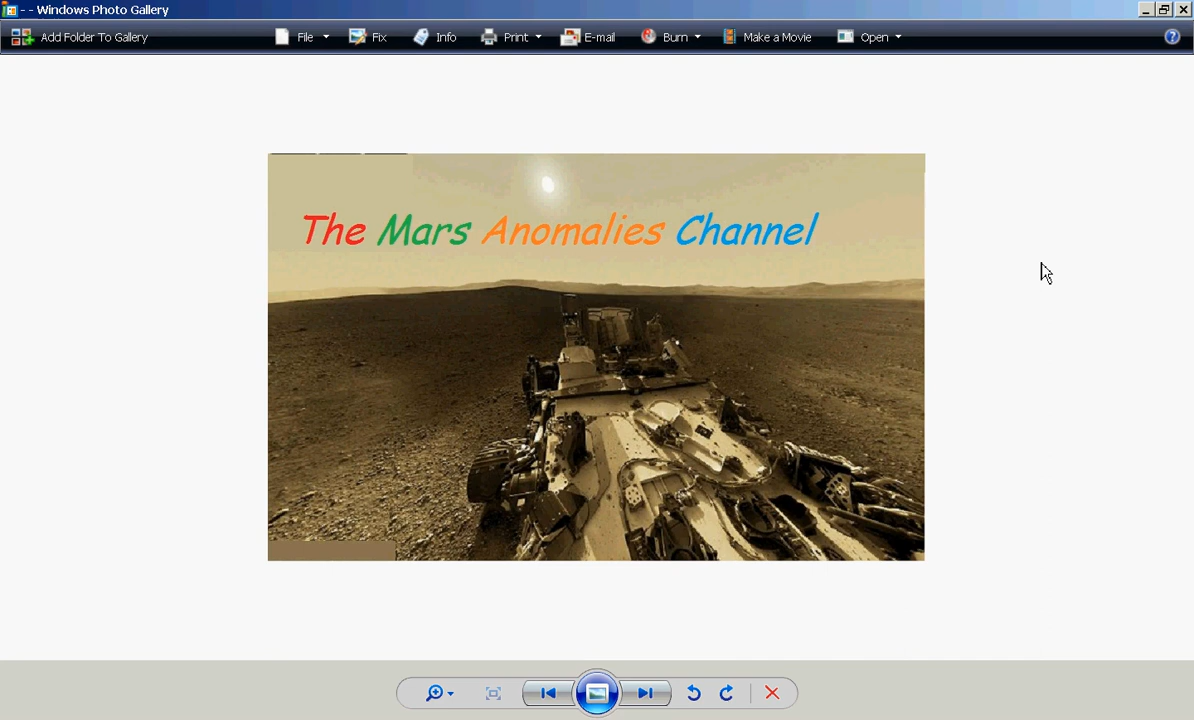 - - Windows Photo Gallery
Add Folder To Gallery File Fix Info Print E-mail Burn Make a Movie Open ?
The Mars Anomalies Channel